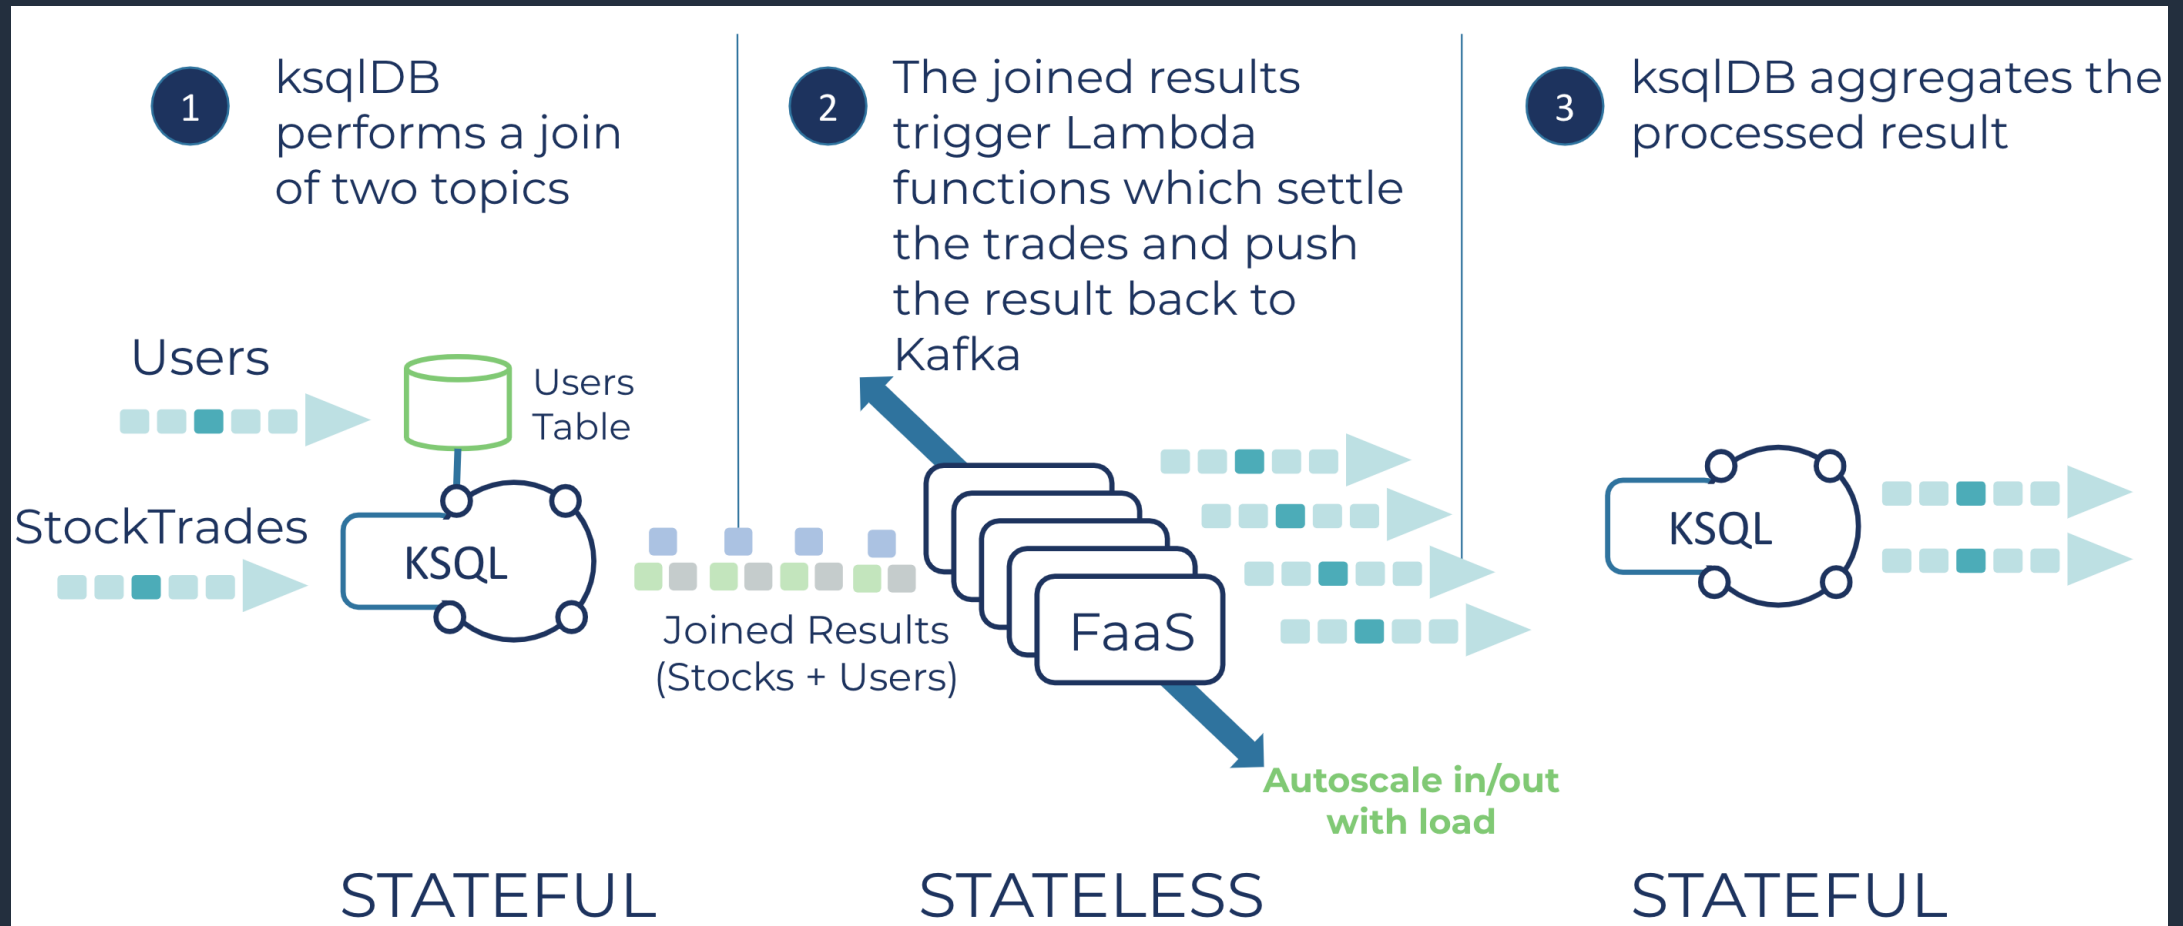 1
ksqlDB
performs a join
of two topics
2
The joined results
trigger Lambda
functions which settle
the trades and push
the result back to
Kafka
3
ksqlDB aggregates the
processed result
Users
Users
Table
StockTrades
KSQL
Joined Results
(Stocks + Users)
FaaS
KSQL
Autoscale in/out
with load
STATEFUL
STATELESS
STATEFUL